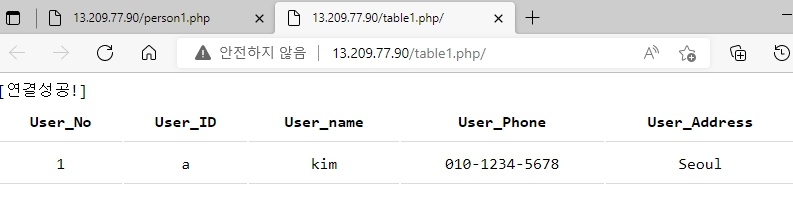 13.209.77.90/person1.php 13.209.77.90/table1.php/
안전하지 않음 13.209.77.90/table1.php/
[연결성공!]
User_No User_ID User_name User_Phone User_Address
1 a kim 010-1234-5678 Seoul